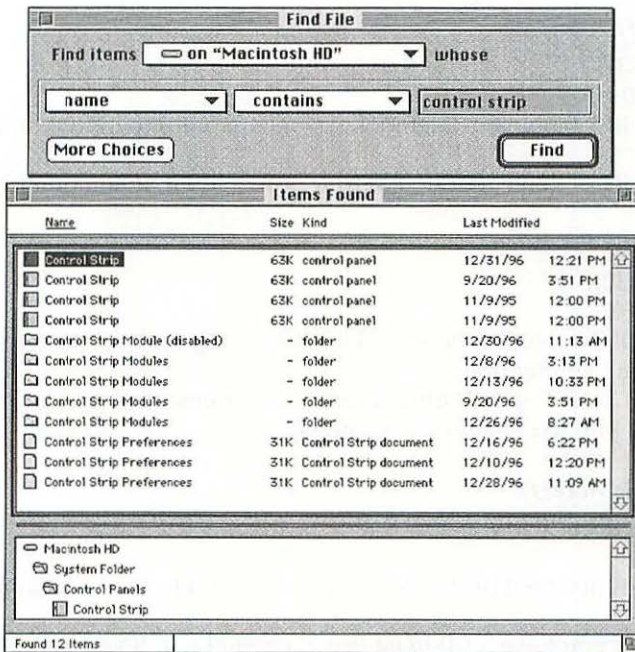 Find File
Find items on "Macintosh HD" whose
name contains control strip
More Choices Find
Items Found
Name Size Kind Last Modified
Control Strip 63K control panel 12/31/96 12:21 PM
Control Strip 63K control panel 9/20/96 3:51 PM
Control Strip 63K control panel 11/9/95 12:00 PM
Control Strip 63K control panel 11/9/95 12:00 PM
Control Strip Module (disabled) - folder 12/30/96 11:13 AM
Control Strip Modules - folder 12/8/96 3:13 PM
Control Strip Modules - folder 12/13/96 10:33 PM
Control Strip Modules - folder 9/20/96 3:51 PM
Control Strip Modules - folder 12/26/96 8:27 AM
Control Strip Preferences 31K Control Strip document 12/16/96 6:22 PM
Control Strip Preferences 31K Control Strip document 12/10/96 12:20 PM
Control Strip Preferences 31K Control Strip document 12/28/96 11:09 AM
Macintosh HD
System Folder
Control Panels
Control Strip
Found 12 Items